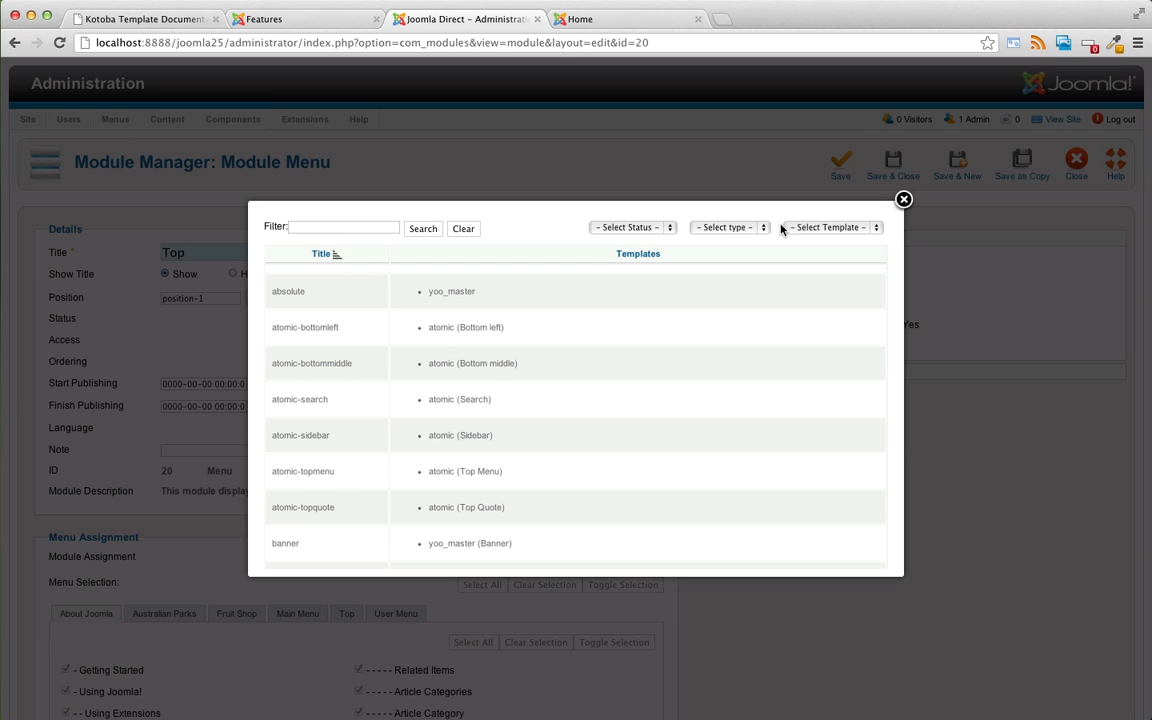 Kotoba Template Documenta
Features
Joomla Direct – Administratio
Home
localhost:8888/joomla25/administrator/index.php?option=com_modules&view=module&layout=edit&id=20
0
Administration
Joomla!
Site Users Menus Content Components Extensions Help
0 Visitors 1 Admin 0 View Site Log out
Module Manager: Module Menu
Save Save & Close Save & New Save as Copy Close Help
Filter: Search Clear – Select Status – – Select type – – Select Template –
Title Templates
absolute yoo_master
atomic-bottomleft atomic (Bottom left)
atomic-bottommiddle atomic (Bottom middle)
atomic-search atomic (Search)
atomic-sidebar atomic (Sidebar)
atomic-topmenu atomic (Top Menu)
atomic-topquote atomic (Top Quote)
banner yoo_master (Banner)
Details
Title * Top
Show Title Show H
Position position-1
Status
Access
Yes
Ordering
Start Publishing 0000-00-00 00:00:0
Finish Publishing 0000-00-00 00:00:0
Language
Note
ID 20 Menu
Module Description This module display
Menu Assignment
Module Assignment
Menu Selection: Select All Clear Selection Toggle Selection
About Joomla Australian Parks Fruit Shop Main Menu Top User Menu
Select All Clear Selection Toggle Selection
- Getting Started - - - - - Related Items
- Using Joomla! - - - - - Article Categories
- - Using Extensions - - - - - Article Category